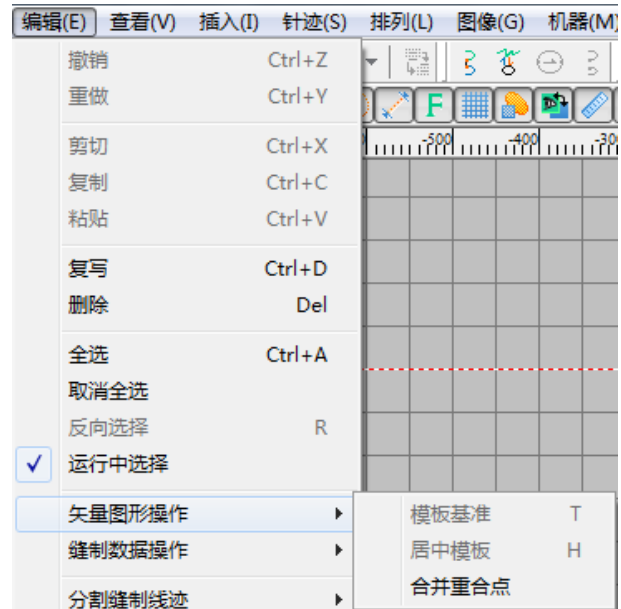 编辑(E) 查看(V) 插入(I) 针迹(S) 排列(L) 图像(G) 机器(M)
撤销 Ctrl+Z
重做 Ctrl+Y
F
剪切 Ctrl+X
-500 -400 -300
复制 Ctrl+C
粘贴 Ctrl+V
复写 Ctrl+D
删除 Del
全选 Ctrl+A
取消全选
反向选择 R
运行中选择
矢量图形操作
模板基准 T
缝制数据操作
居中模板 H
合并重合点
分割缝制线迹